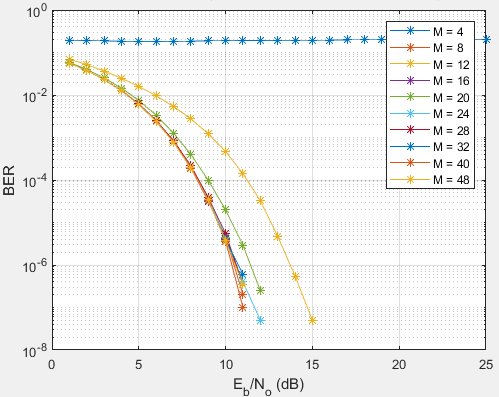 10^0
10^-2
10^-4
10^-6
10^-8
BER
0
5
10
15
20
25
E_b/N_o (dB)
M = 4
M = 8
M = 12
M = 16
M = 20
M = 24
M = 28
M = 32
M = 40
M = 48